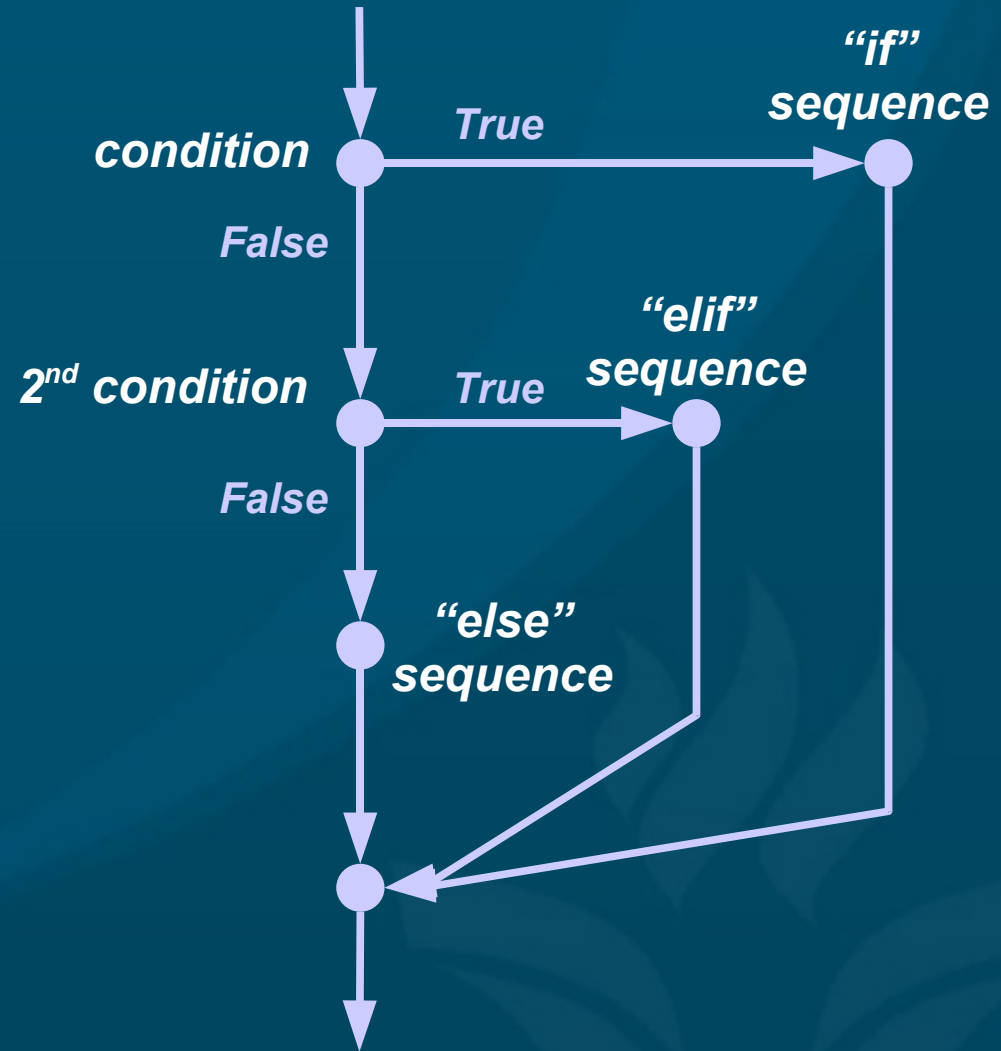 “if”
sequence
True
condition
False
“elif”
sequence
2nd condition
True
False
“else”
sequence